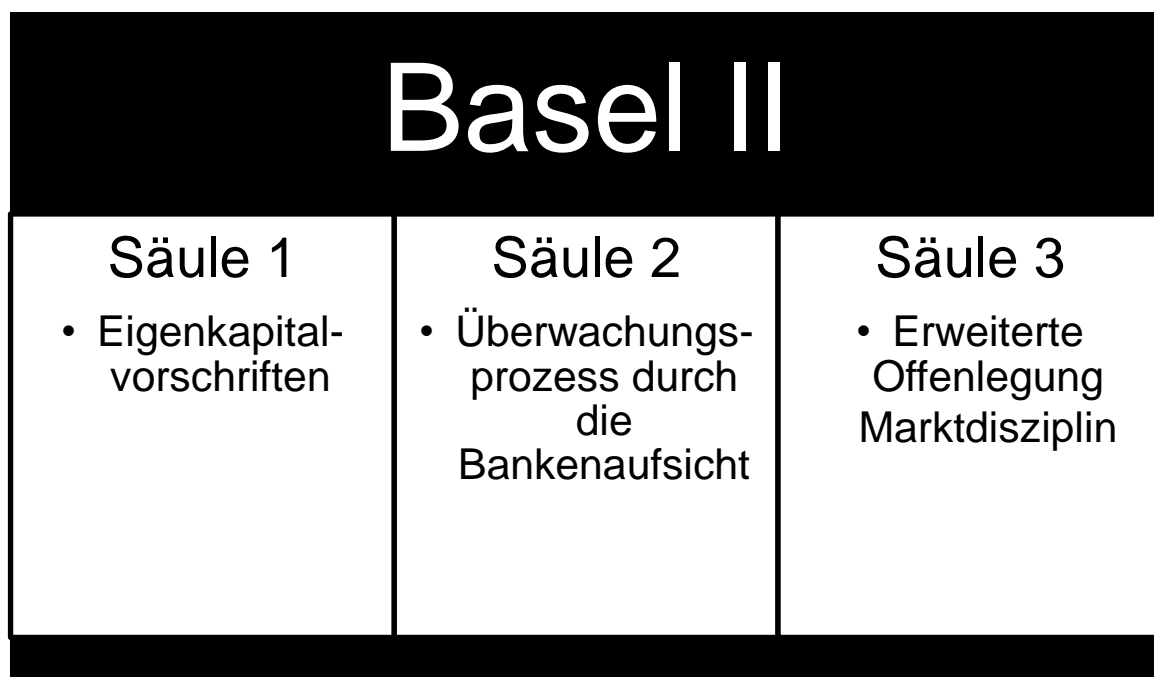 Basel II
Säule 1
• Eigenkapital-
vorschriften
Säule 2
• Überwachungs-
prozess durch
die
Bankenaufsicht
Säule 3
• Erweiterte
Offenlegung
Marktdisziplin